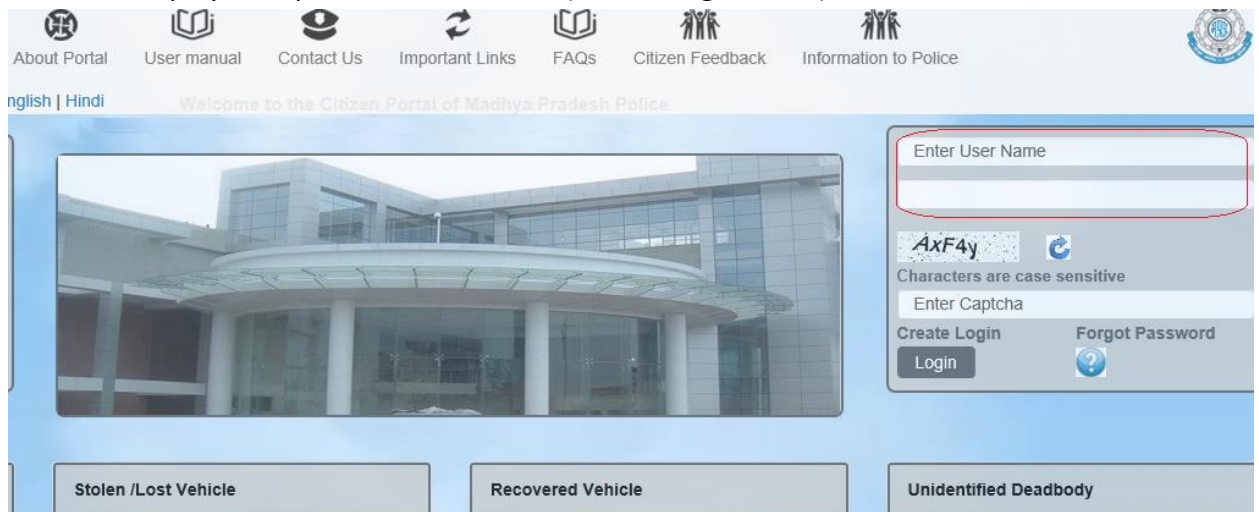 About Portal User manual Contact Us Important Links FAQs Citizen Feedback Information to Police
nglish | Hindi Welcome to the Citizen Portal of Madhya Pradesh Police
Enter User Name
AxF4y
Characters are case sensitive
Enter Captcha
Create Login Forgot Password
Login
Stolen /Lost Vehicle Recovered Vehicle Unidentified Deadbody